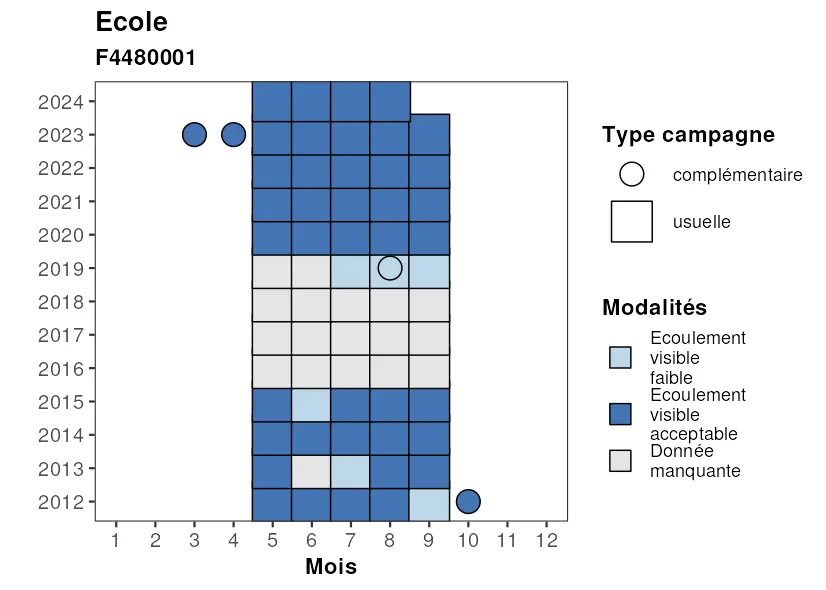 Ecole
F4480001
2024
2023
2022
2021
2020
2019
2018
2017
2016
2015
2014
2013
2012
1 2 3 4 5 6 7 8 9 10 11 12
Mois
Type campagne
complémentaire
usuelle
Modalités
Ecoulement
visible
faible
Ecoulement
visible
acceptable
Donnée
manquante